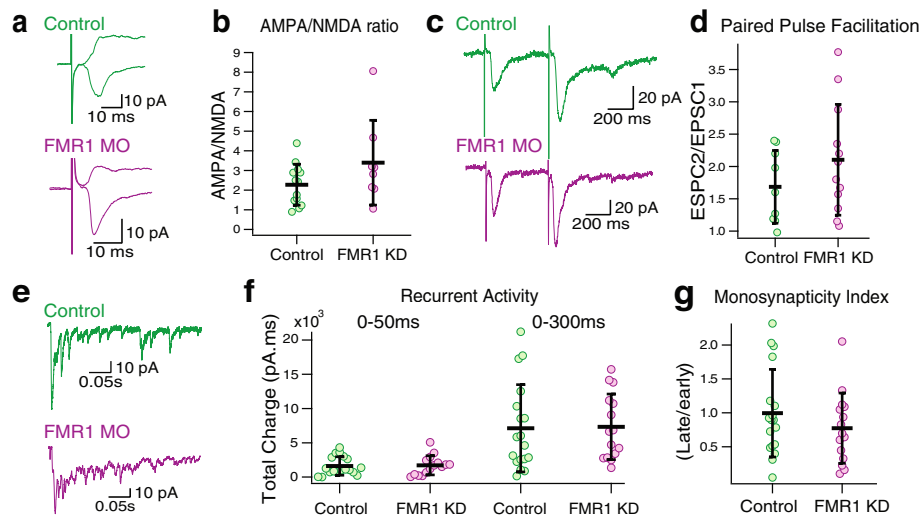 a
Control
10 pA
10 ms
FMR1 MO
10 pA
10 ms
b
AMPA/NMDA ratio
AMPA/NMDA
9
8
7
6
5
4
3
2
1
0
Control
FMR1 KD
c
Control
20 pA
200 ms
FMR1 MO
20 pA
200 ms
d
Paired Pulse Facilitation
ESPC2/EPSC1
3.5
3.0
2.5
2.0
1.5
1.0
Control
FMR1 KD
e
Control
10 pA
0.05s
FMR1 MO
10 pA
0.05s
f
Recurrent Activity
x10³
0-50ms
0-300ms
Total Charge (pA.ms)
20
15
10
5
0
Control
FMR1 KD
Control
FMR1 KD
g
Monosynapticity Index
(Late/early)
2.0
1.5
1.0
0.5
Control
FMR1 KD